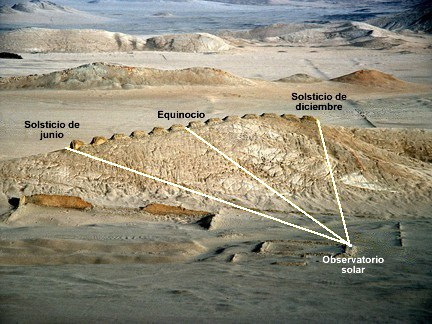 Solsticio de
junio
Equinocio
Solsticio de
diciembre
Observatorio
solar